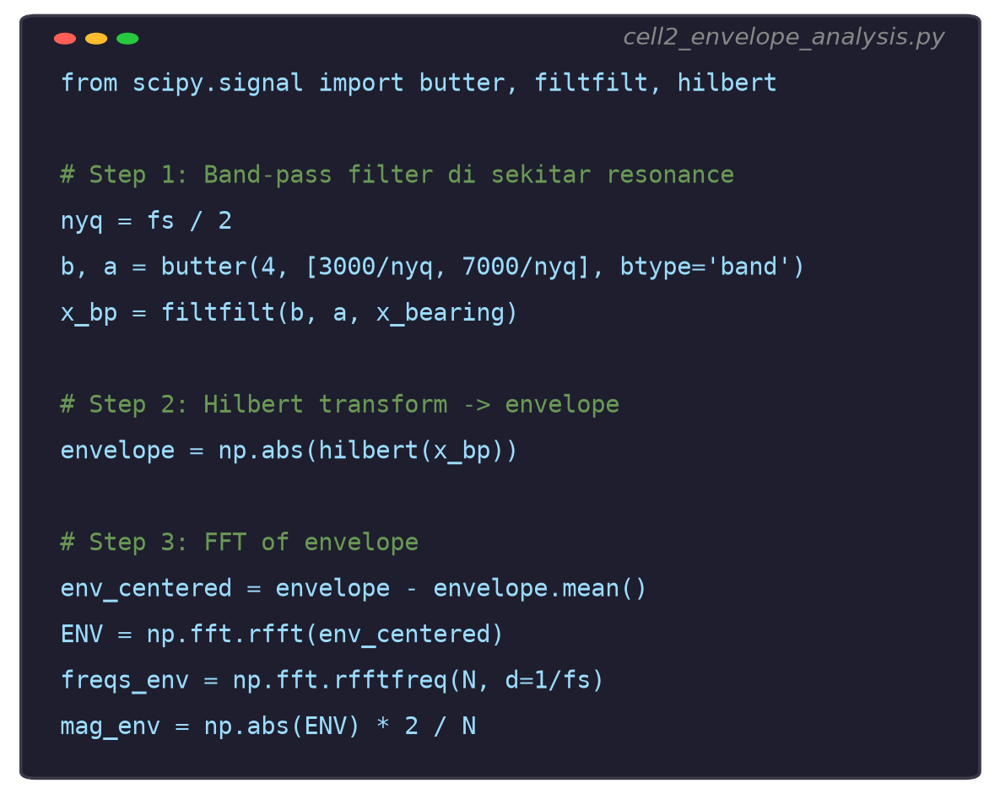 cell2_envelope_analysis.py
from scipy.signal import butter, filtfilt, hilbert
# Step 1: Band-pass filter di sekitar resonance
nyq = fs / 2
b, a = butter(4, [3000/nyq, 7000/nyq], btype='band')
x_bp = filtfilt(b, a, x_bearing)
# Step 2: Hilbert transform -> envelope
envelope = np.abs(hilbert(x_bp))
# Step 3: FFT of envelope
env_centered = envelope - envelope.mean()
ENV = np.fft.rfft(env_centered)
freqs_env = np.fft.rfftfreq(N, d=1/fs)
mag_env = np.abs(ENV) * 2 / N